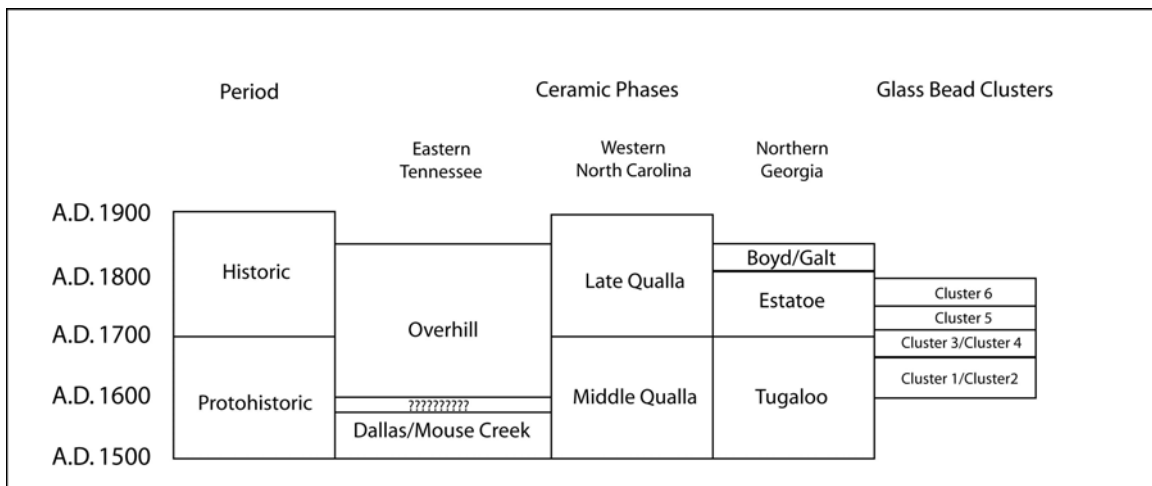 Period Ceramic Phases Glass Bead Clusters
Eastern Tennessee
Western North Carolina
Northern Georgia
A.D. 1900
Boyd/Galt
Historic
Late Qualla
A.D. 1800
Estatoe
Cluster 6
Cluster 5
Overhill
A.D. 1700
Cluster 3/Cluster 4
Cluster 1/Cluster2
A.D. 1600
Protohistoric
Middle Qualla
Tugaloo
??????????
Dallas/Mouse Creek
A.D. 1500